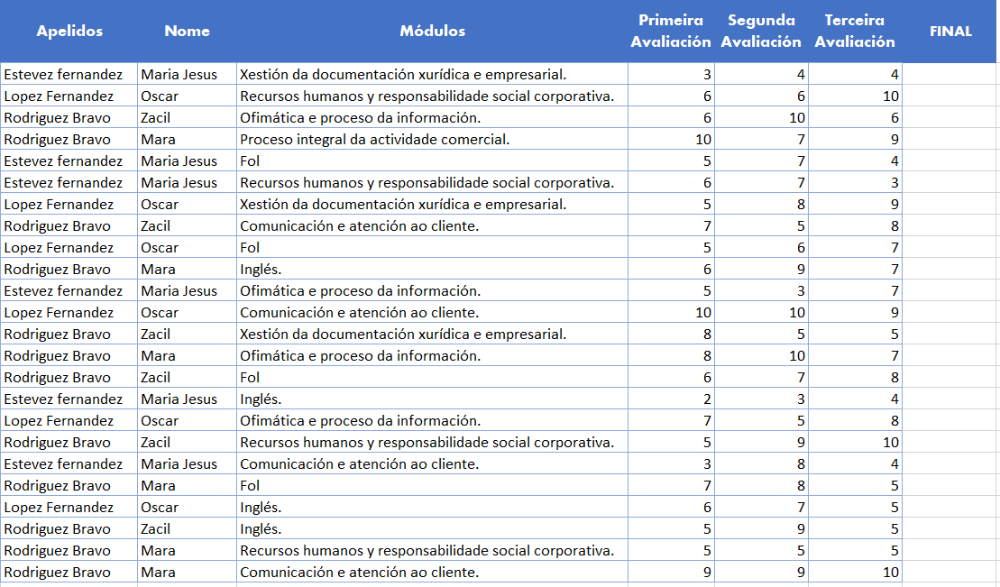 Apelidos Nome Módulos Primeira Avaliación Segunda Avaliación Terceira Avaliación FINAL
Estevez fernandez Maria Jesus Xestión da documentación xurídica e empresarial. 3 4 4
Lopez Fernandez Oscar Recursos humanos y responsabilidade social corporativa. 6 6 10
Rodriguez Bravo Zacil Ofimática e proceso da información. 6 10 6
Rodriguez Bravo Mara Proceso integral da actividade comercial. 10 7 9
Estevez fernandez Maria Jesus Fol 5 7 4
Estevez fernandez Maria Jesus Recursos humanos y responsabilidade social corporativa. 6 7 3
Lopez Fernandez Oscar Xestión da documentación xurídica e empresarial. 5 8 9
Rodriguez Bravo Zacil Comunicación e atención ao cliente. 7 5 8
Lopez Fernandez Oscar Fol 5 6 7
Rodriguez Bravo Mara Inglés. 6 9 7
Estevez fernandez Maria Jesus Ofimática e proceso da información. 5 3 7
Lopez Fernandez Oscar Comunicación e atención ao cliente. 10 10 9
Rodriguez Bravo Zacil Xestión da documentación xurídica e empresarial. 8 5 5
Rodriguez Bravo Mara Ofimática e proceso da información. 8 10 7
Rodriguez Bravo Zacil Fol 6 7 8
Estevez fernandez Maria Jesus Inglés. 2 3 4
Lopez Fernandez Oscar Ofimática e proceso da información. 7 5 8
Rodriguez Bravo Zacil Recursos humanos y responsabilidade social corporativa. 5 9 10
Estevez fernandez Maria Jesus Comunicación e atención ao cliente. 3 8 4
Rodriguez Bravo Mara Fol 7 8 5
Lopez Fernandez Oscar Inglés. 6 7 5
Rodriguez Bravo Zacil Inglés. 5 9 5
Rodriguez Bravo Mara Recursos humanos y responsabilidade social corporativa. 5 5 5
Rodriguez Bravo Mara Comunicación e atención ao cliente. 9 9 10